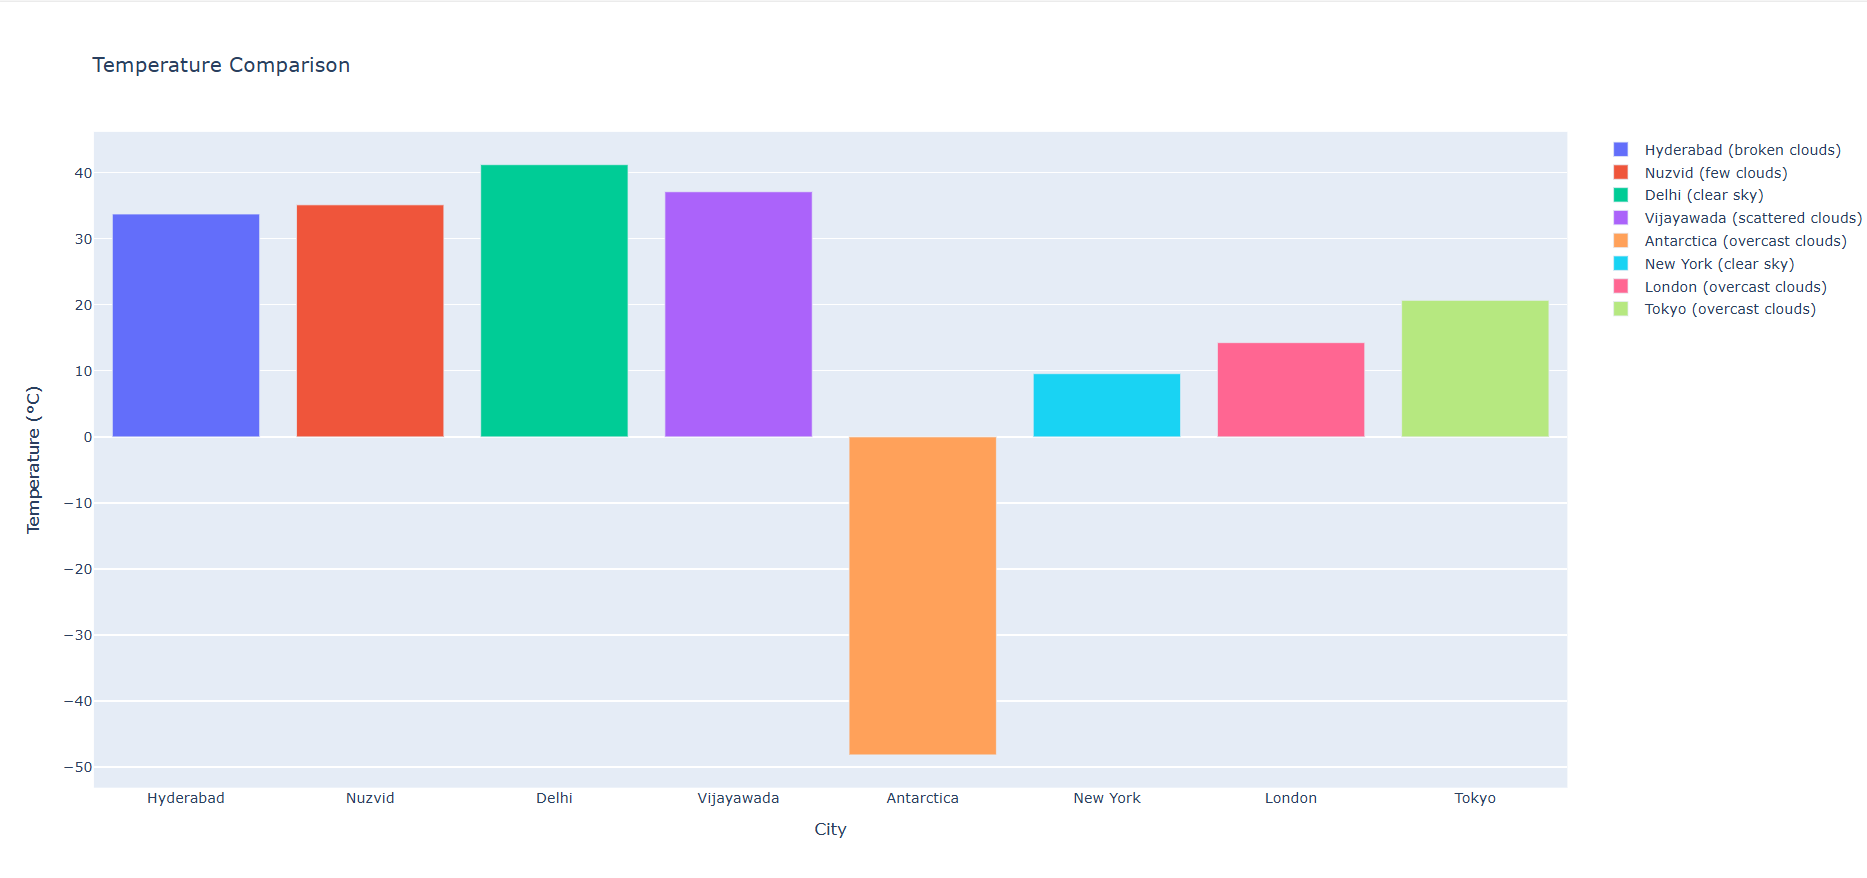 Temperature Comparison
Temperature (°C)
40
30
20
10
0
−10
−20
−30
−40
−50
Hyderabad
Nuzvid
Delhi
Vijayawada
Antarctica
New York
London
Tokyo
City
Hyderabad (broken clouds)
Nuzvid (few clouds)
Delhi (clear sky)
Vijayawada (scattered clouds)
Antarctica (overcast clouds)
New York (clear sky)
London (overcast clouds)
Tokyo (overcast clouds)